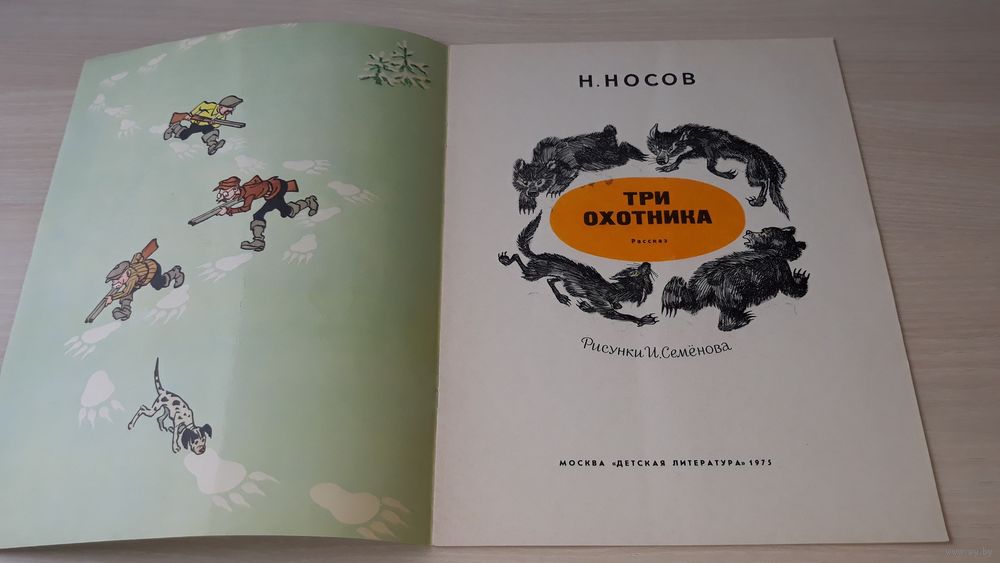 Н. НОСОВ
ТРИ
ОХОТНИКА
Рассказ
Рисунки И. Семёнова
МОСКВА «ДЕТСКАЯ ЛИТЕРАТУРА» 1975